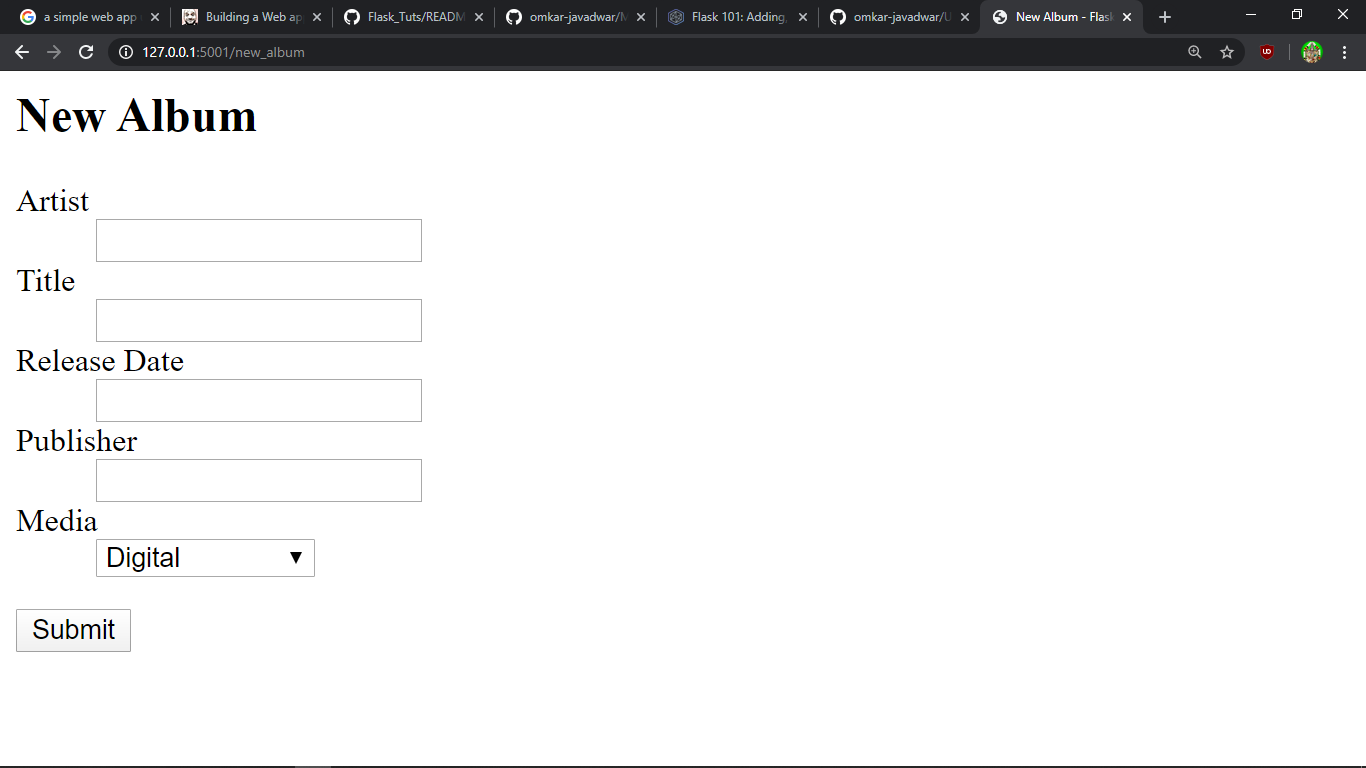 a simple web app
Building a Web ap
Flask_Tuts/READM
omkar-javadwar/M
Flask 101: Adding,
omkar-javadwar/U
New Album - Flask
127.0.0.1:5001/new_album
New Album
Artist
Title
Release Date
Publisher
Media
Digital
Submit